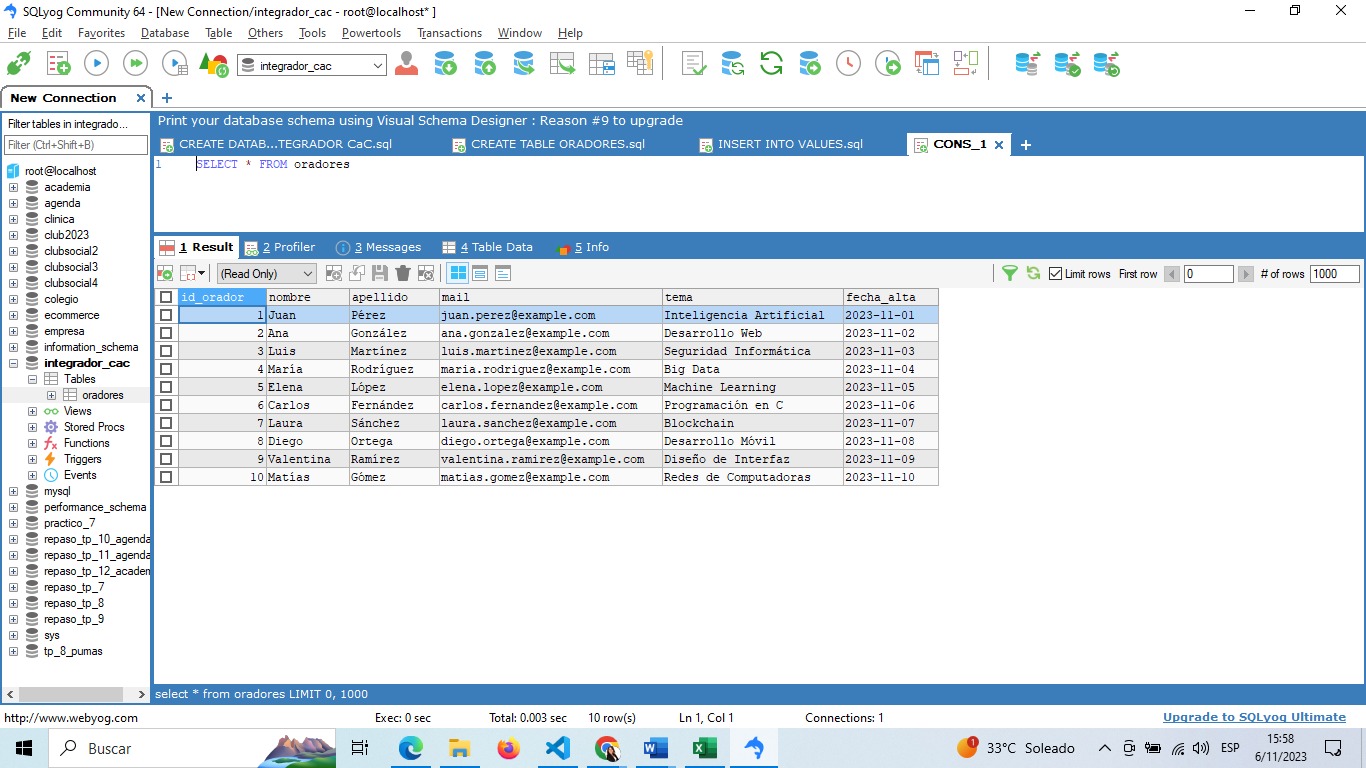 SQLyog Community 64 - [New Connection/integrador_cac - root@localhost* ]
File Edit Favorites Database Table Others Tools Powertools Transactions Window Help
integrador_cac
New Connection
Print your database schema using Visual Schema Designer : Reason #9 to upgrade
Filter tables in integrado...
Filter (Ctrl+Shift+B)
CREATE DATAB...TEGRADOR CaC.sql CREATE TABLE ORADORES.sql INSERT INTO VALUES.sql CONS_1
1 SELECT * FROM oradores
root@localhost
academia
agenda
clinica
club2023
clubsocial2
clubsocial3
clubsocial4
colegio
ecommerce
empresa
information_schema
integrador_cac
Tables
oradores
Views
Stored Procs
Functions
Triggers
Events
mysql
performance_schema
practico_7
repaso_tp_10_agenda
repaso_tp_11_agenda
repaso_tp_12_academ
repaso_tp_7
repaso_tp_8
repaso_tp_9
sys
tp_8_pumas
1 Result 2 Profiler 3 Messages 4 Table Data 5 Info
(Read Only) Limit rows First row 0 # of rows 1000
id_orador nombre apellido mail tema fecha_alta
1 Juan Pérez juan.perez@example.com Inteligencia Artificial 2023-11-01
2 Ana González ana.gonzalez@example.com Desarrollo Web 2023-11-02
3 Luis Martínez luis.martinez@example.com Seguridad Informática 2023-11-03
4 María Rodríguez maria.rodriguez@example.com Big Data 2023-11-04
5 Elena López elena.lopez@example.com Machine Learning 2023-11-05
6 Carlos Fernández carlos.fernandez@example.com Programación en C 2023-11-06
7 Laura Sánchez laura.sanchez@example.com Blockchain 2023-11-07
8 Diego Ortega diego.ortega@example.com Desarrollo Móvil 2023-11-08
9 Valentina Ramírez valentina.ramirez@example.com Diseño de Interfaz 2023-11-09
10 Matías Gómez matias.gomez@example.com Redes de Computadoras 2023-11-10
select * from oradores LIMIT 0, 1000
http://www.webyog.com Exec: 0 sec Total: 0.003 sec 10 row(s) Ln 1, Col 1 Connections: 1 Upgrade to SQLyog Ultimate
Buscar 1 33°C Soleado ESP 15:58
6/11/2023